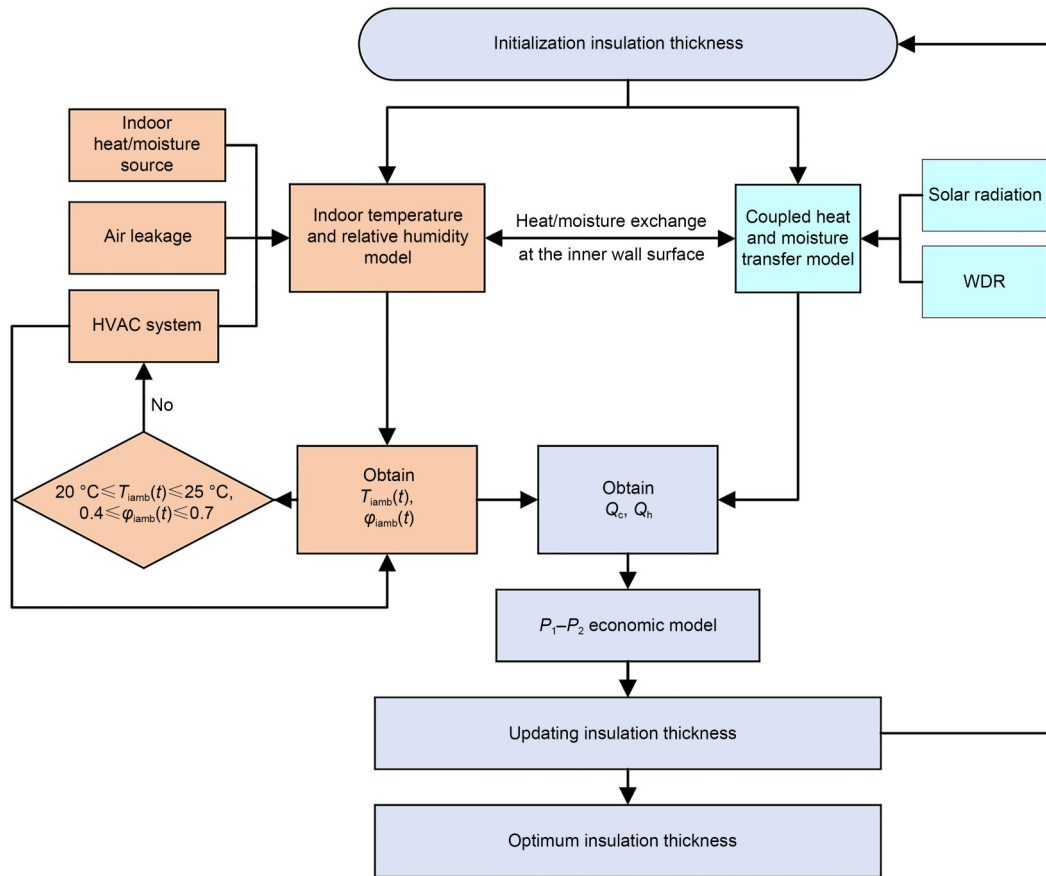 Initialization insulation thickness
Indoor
heat/moisture
source
Air leakage
HVAC system
Indoor temperature
and relative humidity
model
Heat/moisture exchange
at the inner wall surface
Coupled heat
and moisture
transfer model
Solar radiation
WDR
No
20 °C≤T_iamb(t)≤25 °C,
0.4≤φ_iamb(t)≤0.7
Obtain
T_iamb(t),
φ_iamb(t)
Obtain
Q_c, Q_h
P₁–P₂ economic model
Updating insulation thickness
Optimum insulation thickness